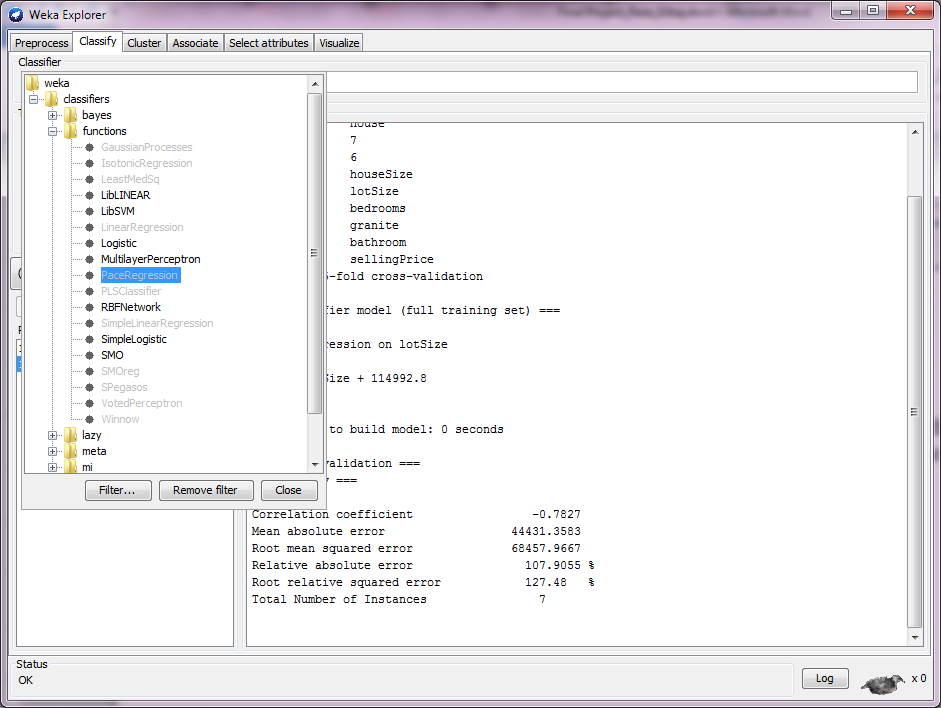 Weka Explorer
Preprocess Classify Cluster Associate Select attributes Visualize
Classifier
weka
classifiers
bayes
functions
GaussianProcesses
IsotonicRegression
LeastMedSq
LibLINEAR
LibSVM
LinearRegression
Logistic
MultilayerPerceptron
PaceRegression
PLSClassifier
RBFNetwork
SimpleLinearRegression
SimpleLogistic
SMO
SMOreg
SPegasos
VotedPerceptron
Winnow
lazy
meta
mi
Filter... Remove filter Close
house
7
6
houseSize
lotSize
bedrooms
granite
bathroom
sellingPrice
-fold cross-validation
fier model (full training set) ===
ression on lotSize
Size + 114992.8
to build model: 0 seconds
validation ===
===
Correlation coefficient -0.7827
Mean absolute error 44431.3583
Root mean squared error 68457.9667
Relative absolute error 107.9055 %
Root relative squared error 127.48 %
Total Number of Instances 7
Status
OK
Log
x 0